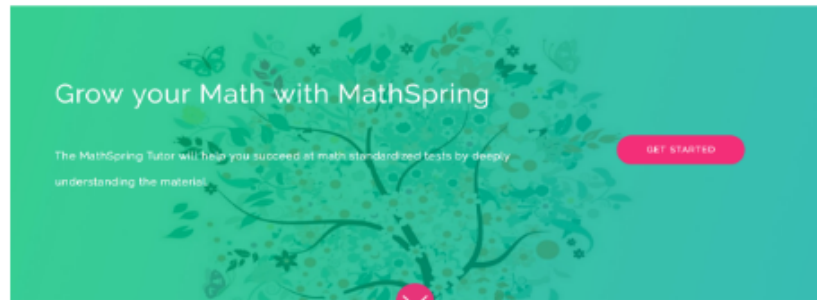 Grow your Math with MathSpring
The MathSpring Tutor will help you succeed at math standardized tests by deeply
understanding the material.
GET STARTED